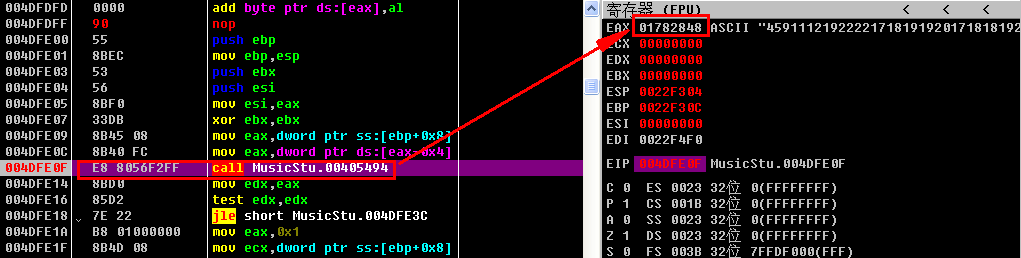 004DFDFD 0000 add byte ptr ds:[eax],al
004DFDFF 90 nop
004DFE00 55 push ebp
004DFE01 8BEC mov ebp,esp
004DFE03 53 push ebx
004DFE04 56 push esi
004DFE05 8BF0 mov esi,eax
004DFE07 33DB xor ebx,ebx
004DFE09 8B45 08 mov eax,dword ptr ss:[ebp+0x8]
004DFE0C 8B40 FC mov eax,dword ptr ds:[eax-0x4]
004DFE0F E8 8056F2FF call MusicStu.00405494
004DFE14 8BD0 mov edx,eax
004DFE16 85D2 test edx,edx
004DFE18 7E 22 jle short MusicStu.004DFE3C
004DFE1A B8 01000000 mov eax,0x1
004DFE1F 8B4D 08 mov ecx,dword ptr ss:[ebp+0x8]
寄存器 (FPU) < < <
EAX 01782848 ASCII "45911121922221718191920171818192
ECX 00000000
EDX 00000000
EBX 00000000
ESP 0022F304
EBP 0022F30C
ESI 00000000
EDI 0022F4F0
EIP 004DFE0F MusicStu.004DFE0F
C 0 ES 0023 32位 0(FFFFFFFF)
P 1 CS 001B 32位 0(FFFFFFFF)
A 0 SS 0023 32位 0(FFFFFFFF)
Z 1 DS 0023 32位 0(FFFFFFFF)
S 0 FS 003B 32位 7FFDF000(FFF)